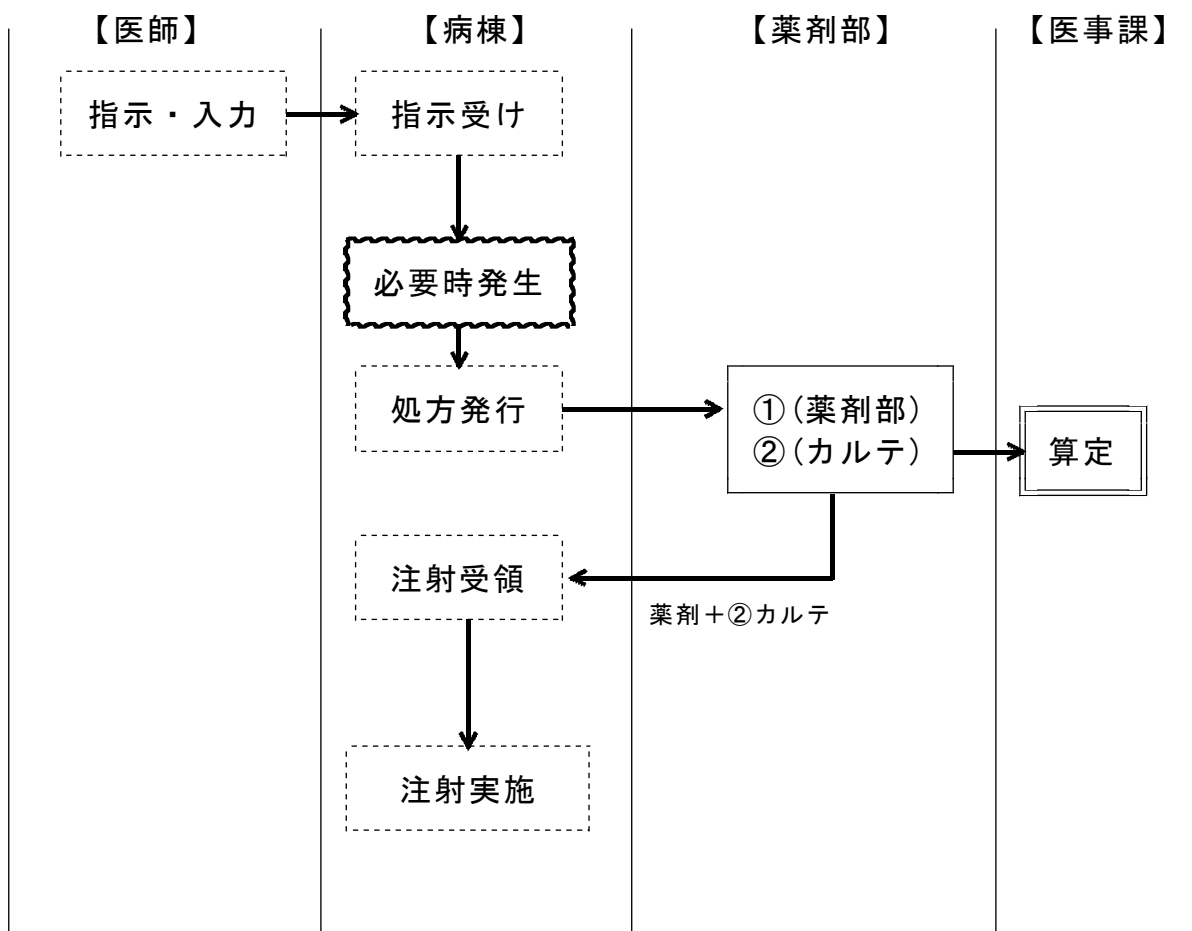 【医師】
【病棟】
【薬剤部】
【医事課】
指示・入力
指示受け
必要時発生
処方発行
①(薬剤部)
②(カルテ)
算定
注射受領
薬剤+②カルテ
注射実施